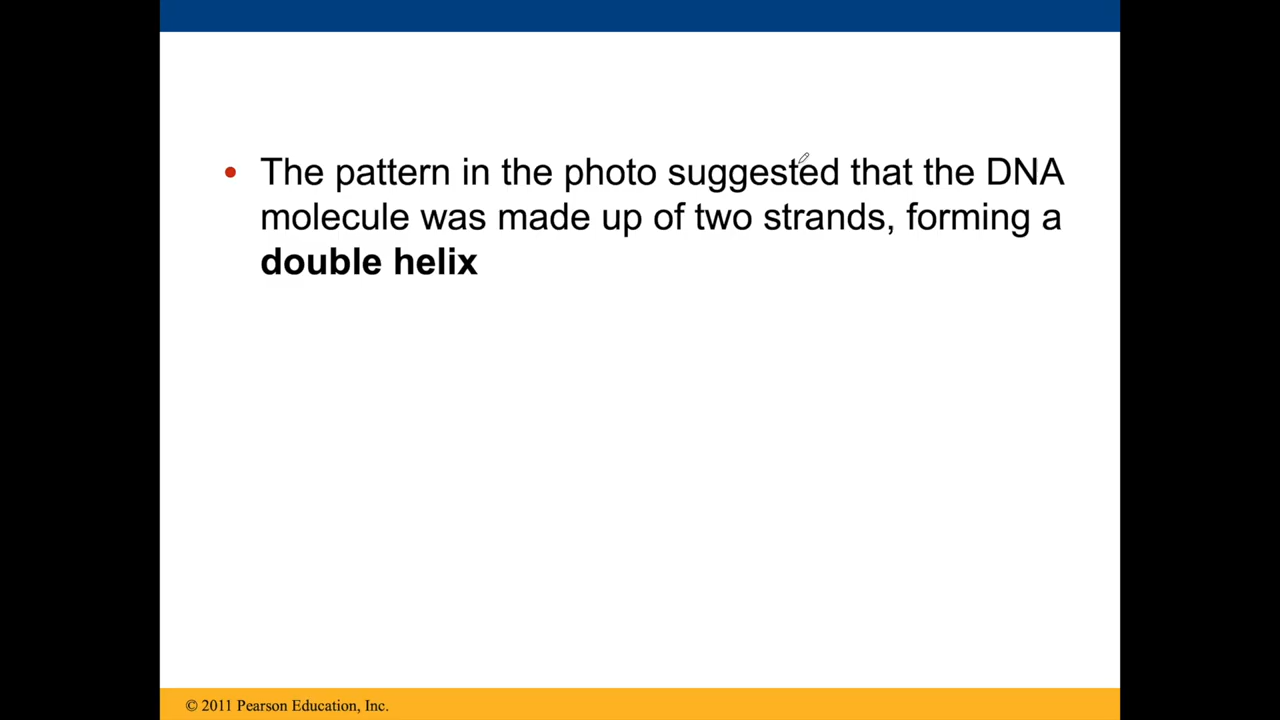 • The pattern in the photo suggested that the DNA
molecule was made up of two strands, forming a
double helix
© 2011 Pearson Education, Inc.